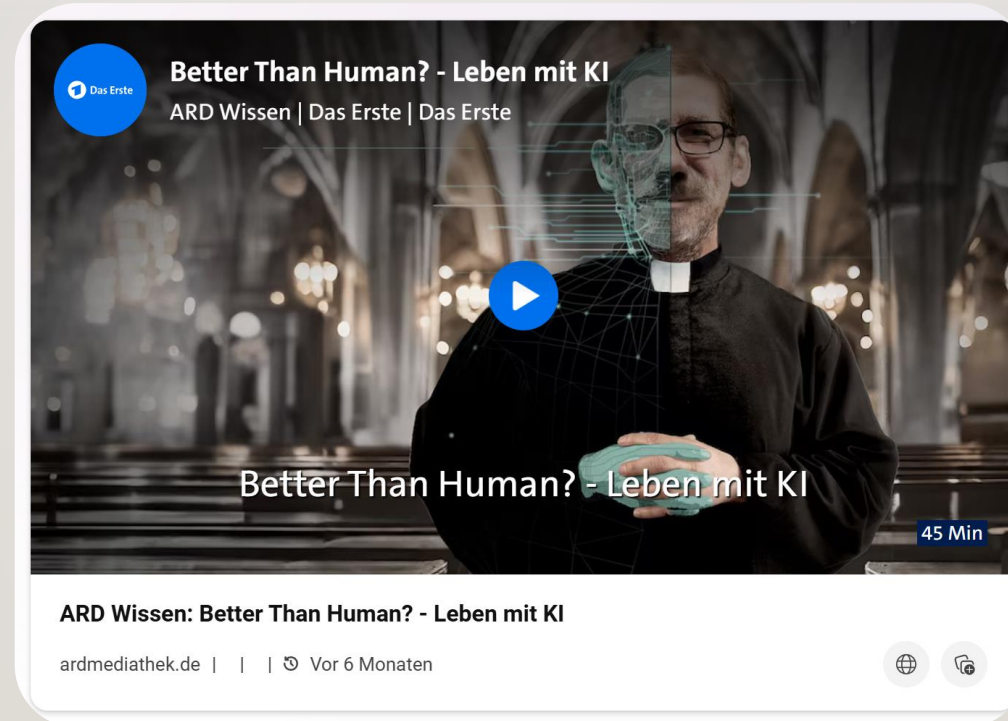 Das Erste
Better Than Human? - Leben mit KI
ARD Wissen | Das Erste | Das Erste
Better Than Human? - Leben mit KI
45 Min
ARD Wissen: Better Than Human? - Leben mit KI
ardmediathek.de | | | Vor 6 Monaten